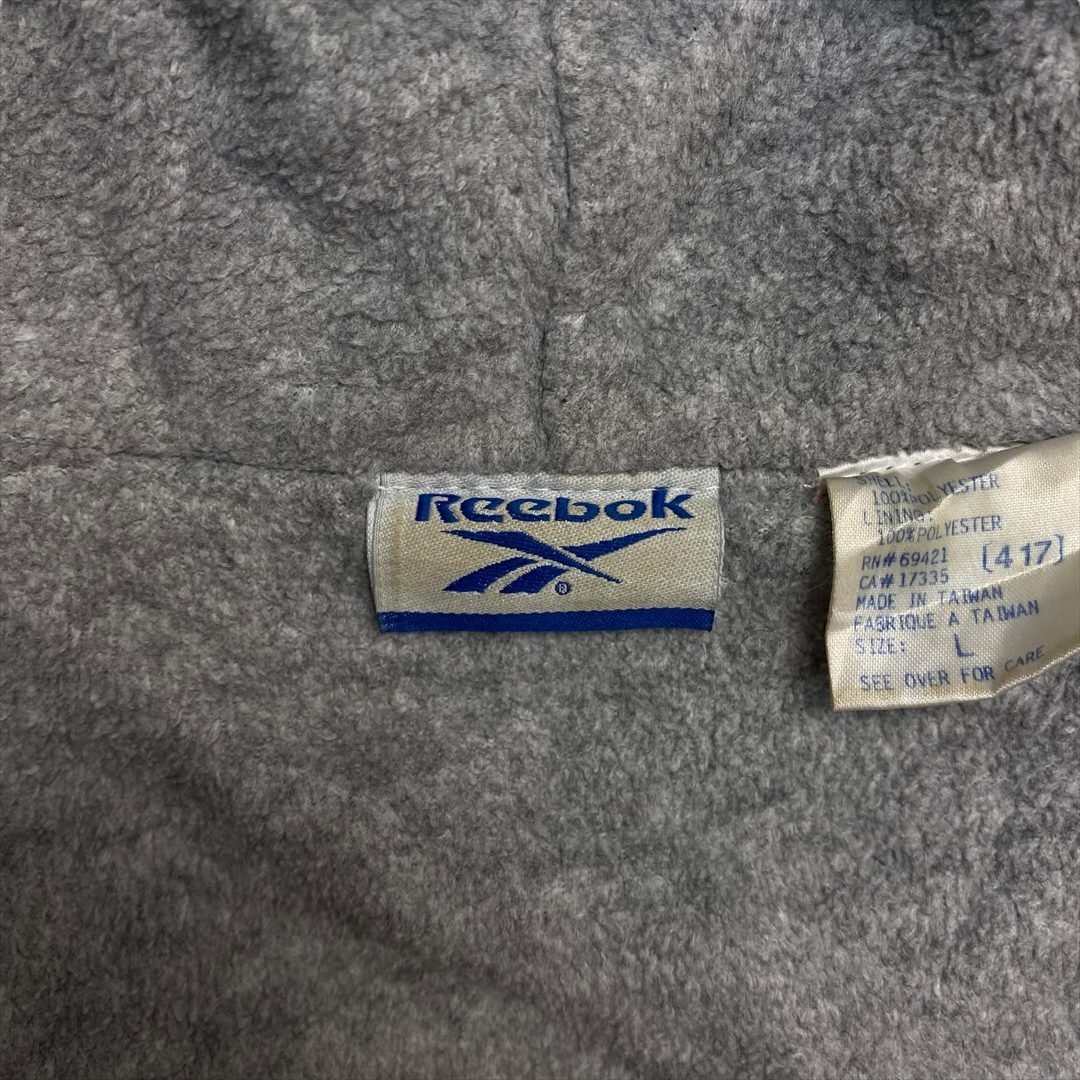 Reebok
®
SHELL:
100%POLYESTER
LINING:
100%POLYESTER
RN# 69421 [417]
CA# 17335
MADE IN TAIWAN
FABRIQUE A TAIWAN
SIZE: L
SEE OVER FOR CARE